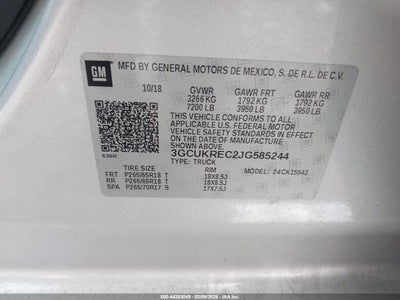 GM
MFD BY GENERAL MOTORS DE MEXICO, S. DE R.L. DE C.V.
10/18 GVWR GAWR FRT GAWR RR
3266 KG 1792 KG 1792 KG
7200 LB 3950 LB 3950 LB
THIS VEHICLE CONFORMS TO ALL
APPLICABLE U.S. FEDERAL MOTOR
VEHICLE SAFETY STANDARDS
IN EFFECT ON THE DATE OF
MANUFACTURE SHOWN ABOVE.
3GCUKREC2JG585244
TYPE: TRUCK MODEL: 24CK15543
TIRE SIZE RIM
FRT P265/65R18 T 18X8.5J
RR P265/65R18 T 18X8.5J
SPA P265/70R17 S 17X7.5J